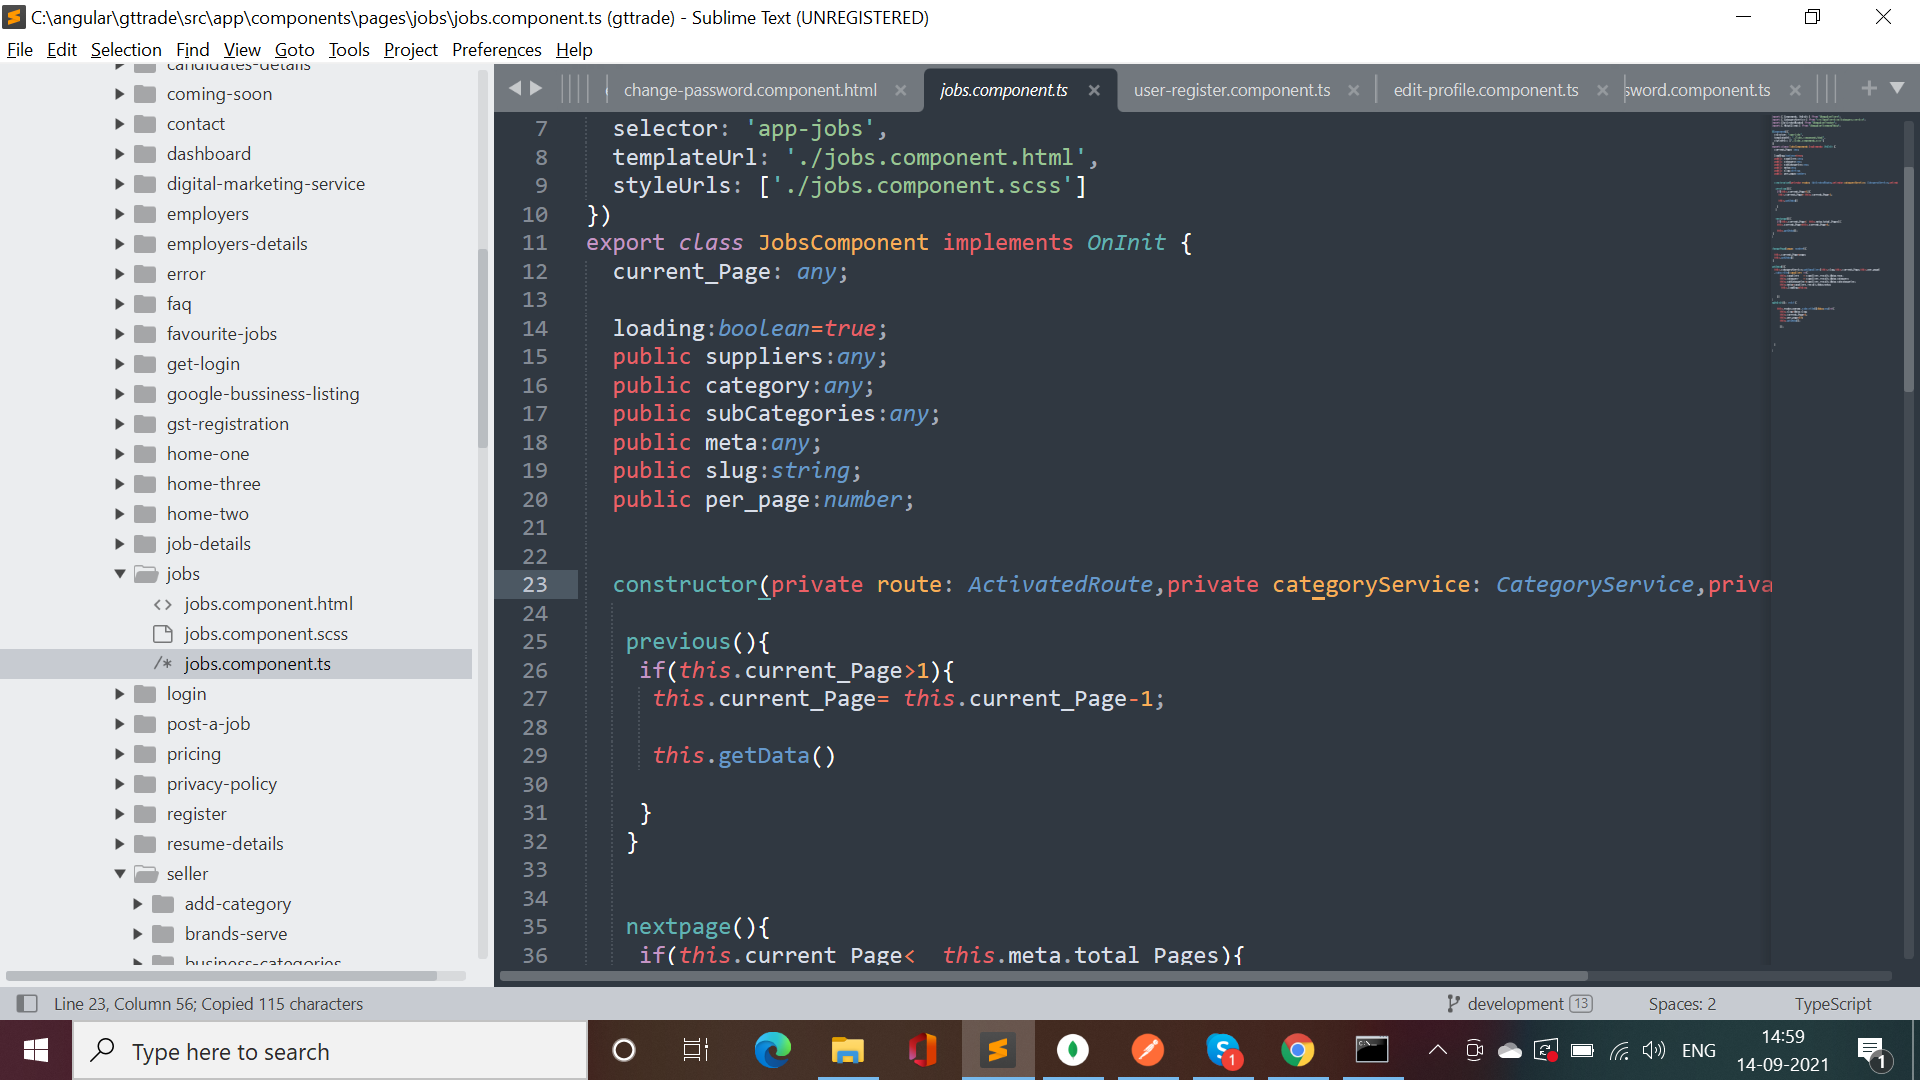 C:\angular\gttrade\src\app\components\pages\jobs\jobs.component.ts (gttrade) - Sublime Text (UNREGISTERED)
File Edit Selection Find View Goto Tools Project Preferences Help
candidates-details
coming-soon
contact
dashboard
digital-marketing-service
employers
employers-details
error
faq
favourite-jobs
get-login
google-bussiness-listing
gst-registration
home-one
home-three
home-two
job-details
jobs
<> jobs.component.html
jobs.component.scss
/* jobs.component.ts
login
post-a-job
pricing
privacy-policy
register
resume-details
seller
add-category
brands-serve
business-categories
change-password.component.html jobs.component.ts user-register.component.ts edit-profile.component.ts sword.component.ts
7 selector: 'app-jobs',
8 templateUrl: './jobs.component.html',
9 styleUrls: ['./jobs.component.scss']
10 })
11 export class JobsComponent implements OnInit {
12 current_Page: any;
13
14 loading:boolean=true;
15 public suppliers:any;
16 public category:any;
17 public subCategories:any;
18 public meta:any;
19 public slug:string;
20 public per_page:number;
21
22
23 constructor(private route: ActivatedRoute,private categoryService: CategoryService,priva
24
25 previous(){
26 if(this.current_Page>1){
27 this.current_Page= this.current_Page-1;
28
29 this.getData()
30
31 }
32 }
33
34
35 nextpage(){
36 if(this.current_Page< this.meta.total_Pages){
Line 23, Column 56; Copied 115 characters
development 13 Spaces: 2 TypeScript
Type here to search
1
ENG
14:59
14-09-2021
1